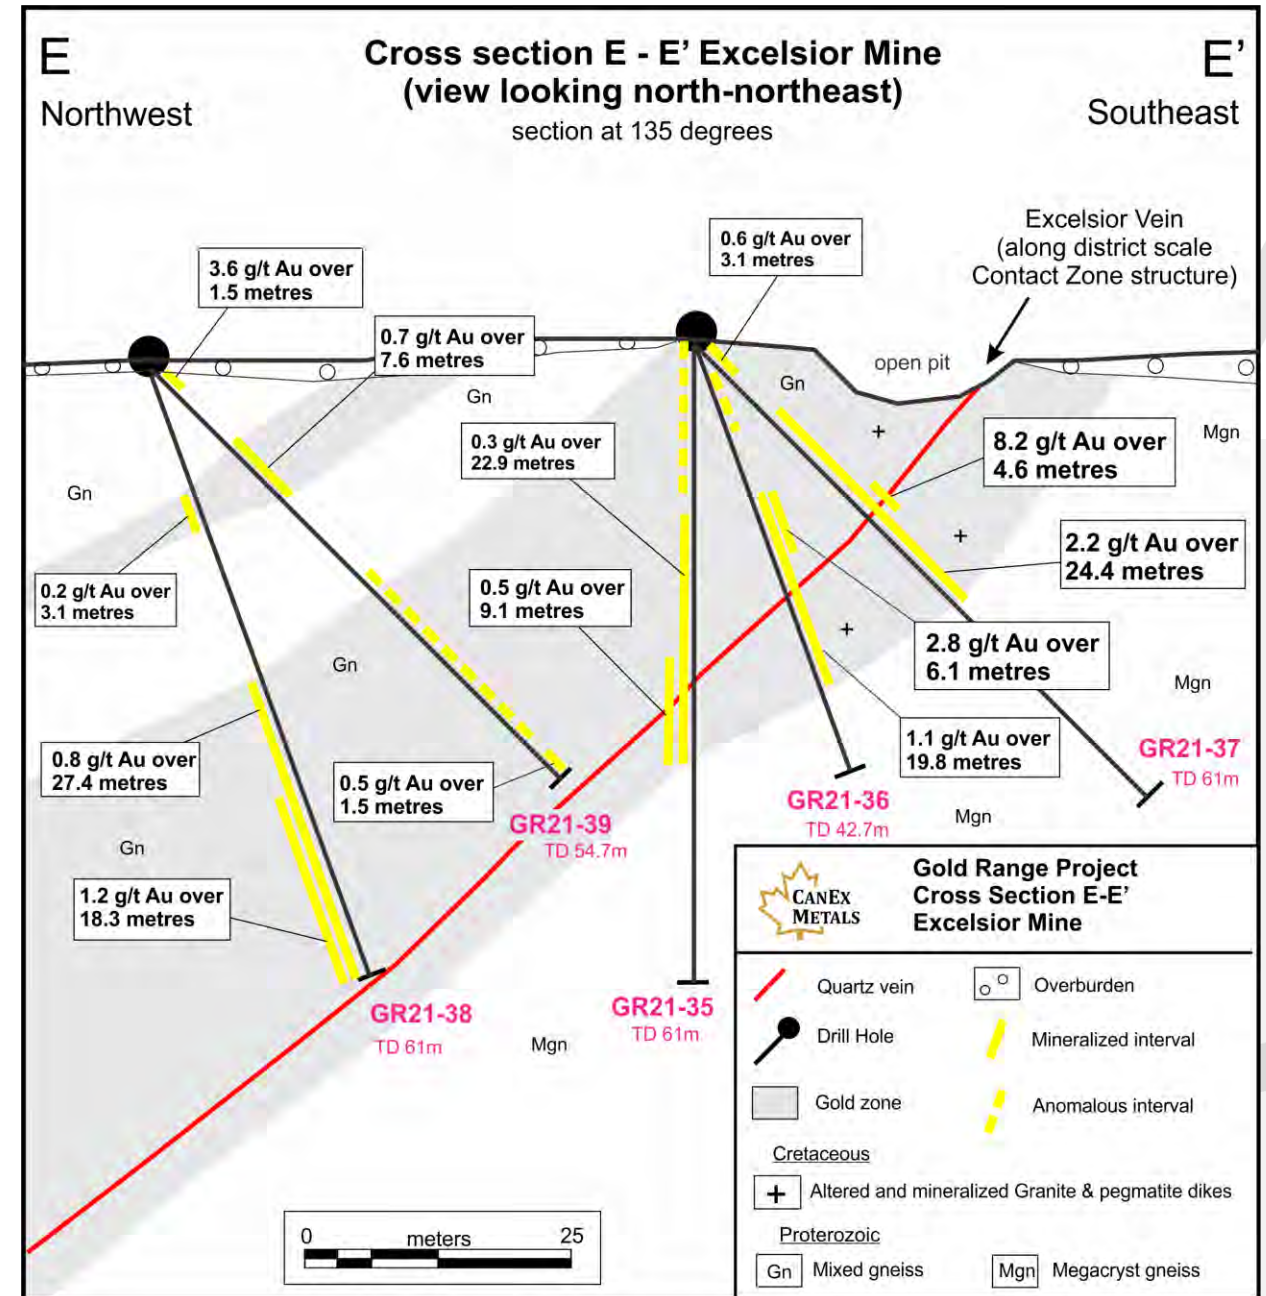 E
Northwest
Cross section E - E’ Excelsior Mine
(view looking north-northeast)
section at 135 degrees
E’
Southeast
Excelsior Vein
(along district scale
Contact Zone structure)
3.6 g/t Au over
1.5 metres
0.7 g/t Au over
7.6 metres
0.6 g/t Au over
3.1 metres
open pit
Gn
Gn
Gn
Mgn
0.3 g/t Au over
22.9 metres
8.2 g/t Au over
4.6 metres
2.2 g/t Au over
24.4 metres
0.2 g/t Au over
3.1 metres
0.5 g/t Au over
9.1 metres
Gn
2.8 g/t Au over
6.1 metres
Mgn
0.8 g/t Au over
27.4 metres
0.5 g/t Au over
1.5 metres
1.1 g/t Au over
19.8 metres
GR21-37
TD 61m
GR21-36
TD 42.7m
GR21-39
TD 54.7m
Mgn
Gn
1.2 g/t Au over
18.3 metres
GR21-38
TD 61m
GR21-35
TD 61m
Mgn
0 meters 25
CANEX
METALS
Gold Range Project
Cross Section E-E’
Excelsior Mine
Quartz vein
Overburden
Drill Hole
Mineralized interval
Gold zone
Anomalous interval
Cretaceous
+ Altered and mineralized Granite & pegmatite dikes
Proterozoic
Gn Mixed gneiss
Mgn Megacryst gneiss